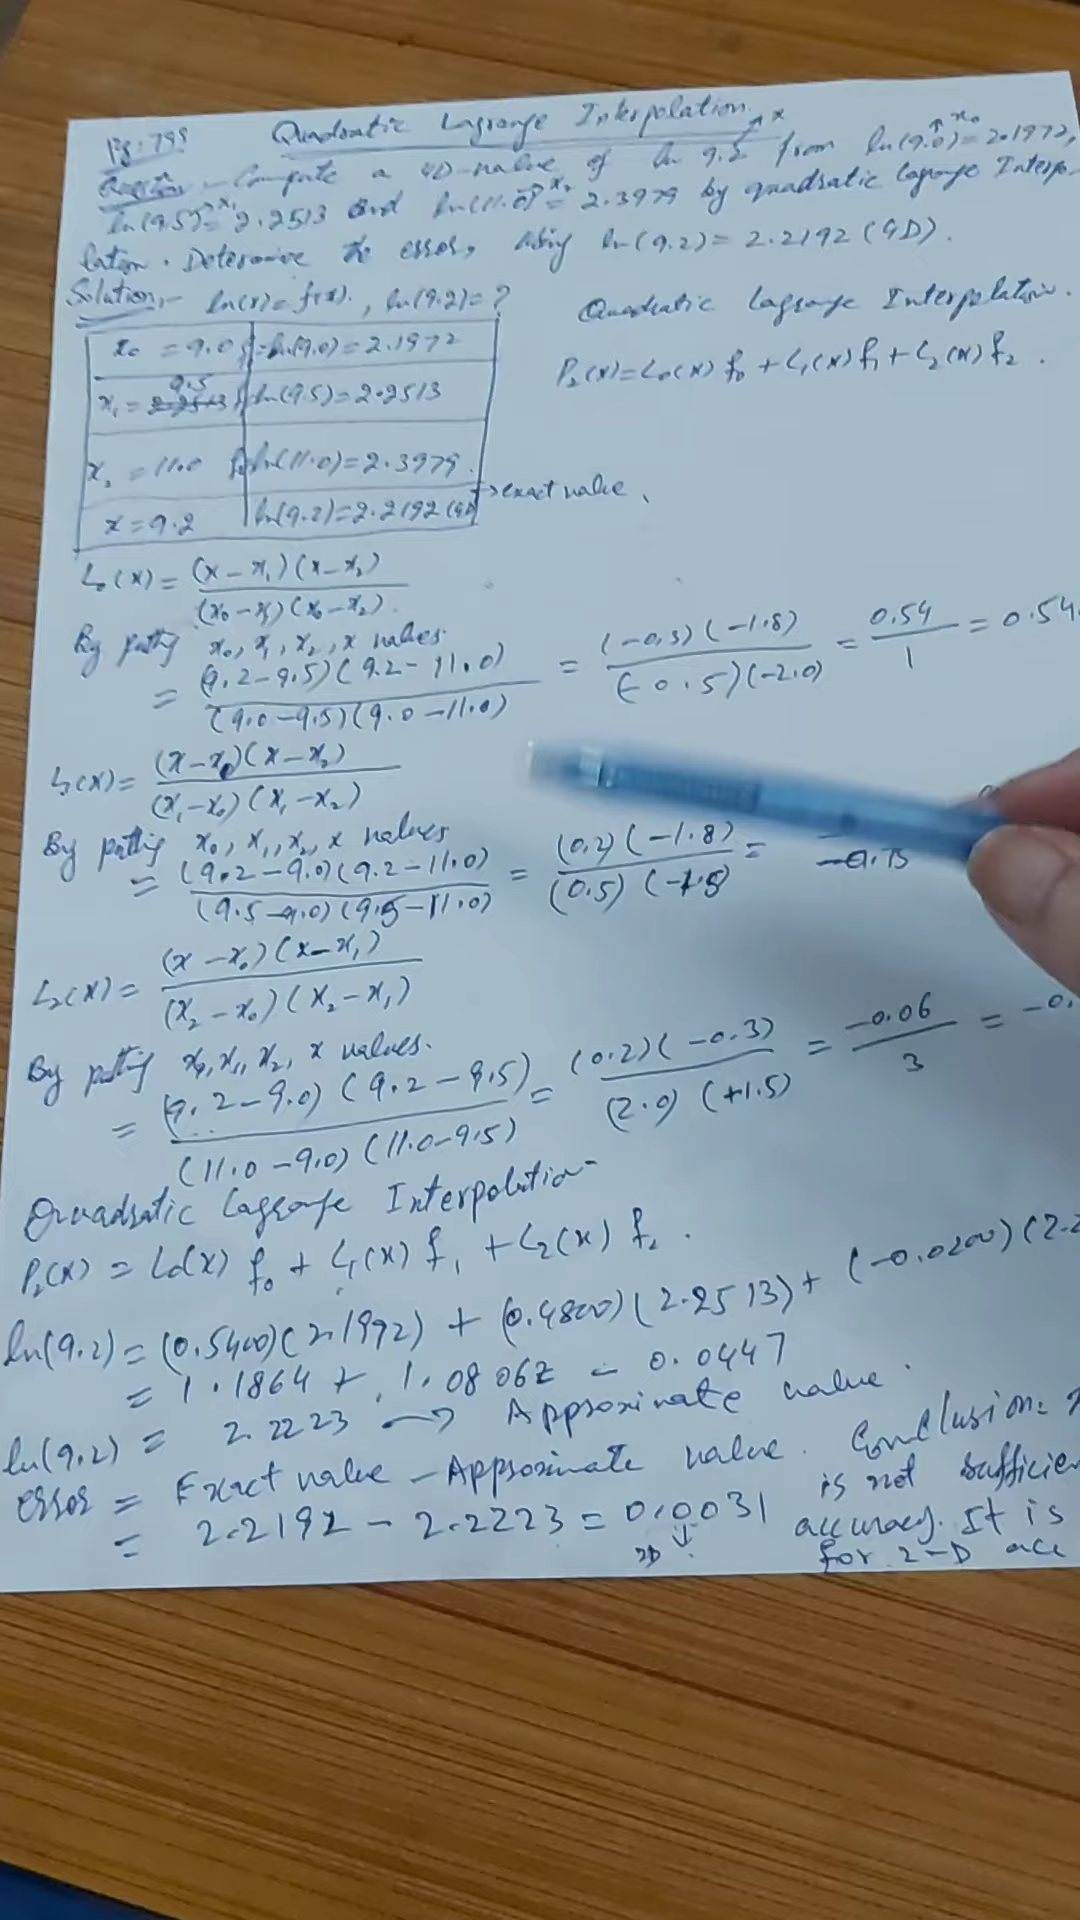 Pg: 799 Quadratic Lagrange Interpolation
Question:- Compute a 4D-value of ln 9.2 from ln(9.0) = 2.1972,
ln(9.5) = 2.2513 and ln(11.0) = 2.3979 by quadratic lagrange Interpo-
lation. Determine the error, using ln(9.2) = 2.2192 (4D).
Solution:- ln(x) = f(x), ln(9.2) = ?
Quadratic Lagrange Interpolation.
x₀ = 9.0 ln(9.0) = 2.1972
P₂(x) = L₀(x) f₀ + L₁(x) f₁ + L₂(x) f₂.
x₁ = 9.5 ln(9.5) = 2.2513
x₂ = 11.0 ln(11.0) = 2.3979
x = 9.2 ln(9.2) = 2.2192 (4D) → exact value,
L₀(x) = (x - x₁)(x - x₂) / (x₀ - x₁)(x₀ - x₂).
By putting x₀, x₁, x₂, x values.
= (9.2 - 9.5)(9.2 - 11.0) / (9.0 - 9.5)(9.0 - 11.0) = (-0.3)(-1.8) / (-0.5)(-2.0) = 0.54 / 1 = 0.54
L₁(x) = (x - x₀)(x - x₂) / (x₁ - x₀)(x₁ - x₂)
By putting x₀, x₁, x₂, x values
= (9.2 - 9.0)(9.2 - 11.0) / (9.5 - 9.0)(9.5 - 11.0) = (0.2)(-1.8) / (0.5)(-1.5) = -0.75
L₂(x) = (x - x₀)(x - x₁) / (x₂ - x₀)(x₂ - x₁)
By putting x₀, x₁, x₂, x values.
= (9.2 - 9.0)(9.2 - 9.5) / (11.0 - 9.0)(11.0 - 9.5) = (0.2)(-0.3) / (2.0)(+1.5) = -0.06 / 3 = -0.
Quadratic Lagrange Interpolation
P₂(x) = L₀(x) f₀ + L₁(x) f₁ + L₂(x) f₂.
ln(9.2) = (0.5400)(2.1992) + (0.4800)(2.2513) + (-0.0200)(2.2
= 1.1864 + 1.08062 - 0.0447
ln(9.2) = 2.2223 → Approximate value.
error = Exact value - Approximate value.
= 2.2192 - 2.2223 = 0.0031
2D
Conclusion:
is not sufficien
accuracy. It is
for 2-D acc